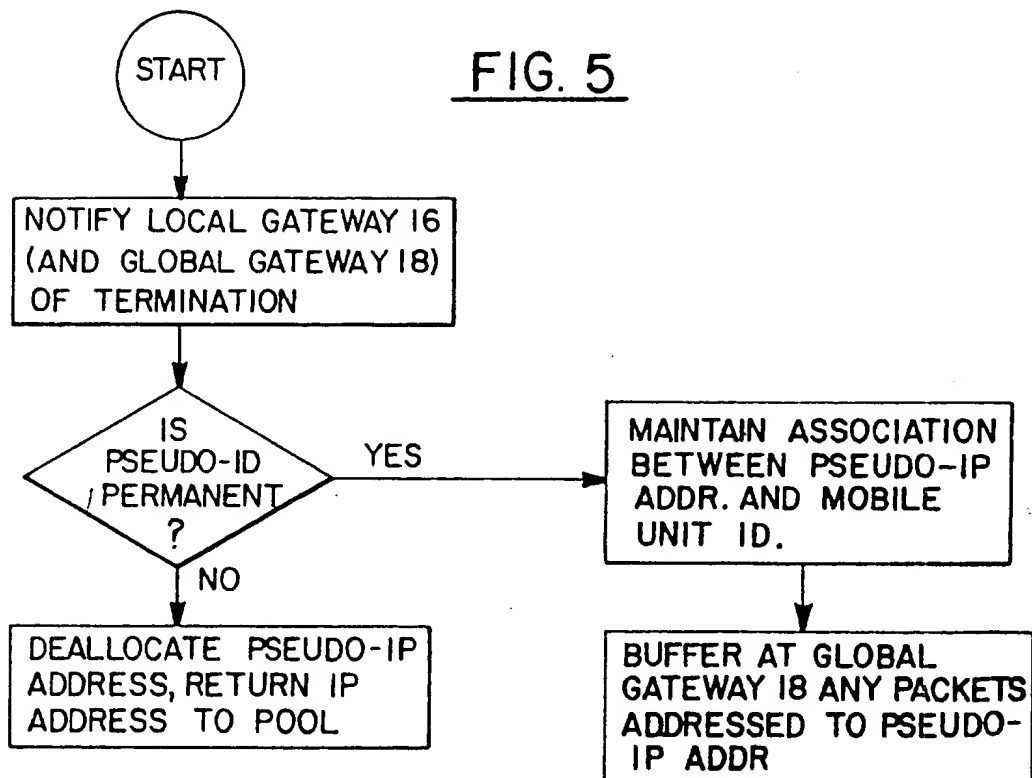 START
FIG. 5
NOTIFY LOCAL GATEWAY 16
(AND GLOBAL GATEWAY 18)
OF TERMINATION
IS
PSEUDO-ID
PERMANENT
?
YES
NO
MAINTAIN ASSOCIATION
BETWEEN PSEUDO-IP
ADDR. AND MOBILE
UNIT ID.
DEALLOCATE PSEUDO-IP
ADDRESS, RETURN IP
ADDRESS TO POOL
BUFFER AT GLOBAL
GATEWAY 18 ANY PACKETS
ADDRESSED TO PSEUDO-
IP ADDR